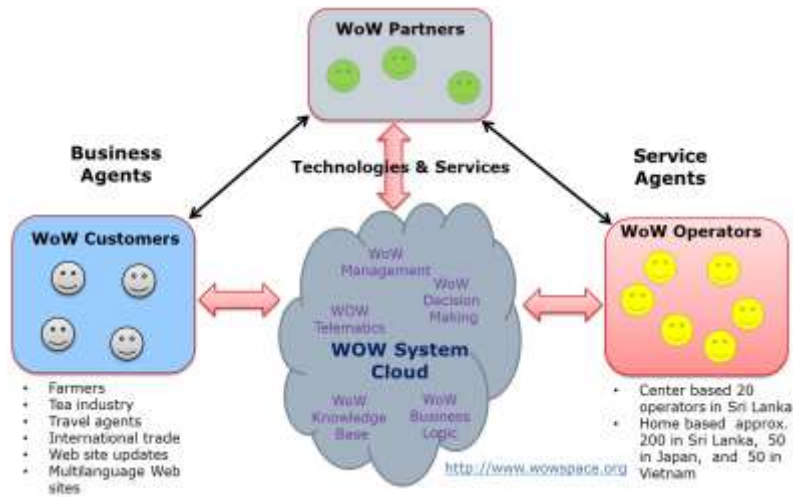 WoW Partners
Business
Agents
Technologies & Services
Service
Agents
WoW Customers
WoW Operators
WoW
Management
WoW
Decision
Making
WOW
Telematics
WOW System
Cloud
WoW
Knowledge
Base
WoW
Business
Logic
• Farmers
• Tea industry
• Travel agents
• International trade
• Web site updates
• Multilanguage Web
sites
• Center based 20
operators in Sri Lanka
• Home based approx.
200 in Sri Lanka, 50
in Japan, and 50 in
Vietnam
http://www.wowspace.org